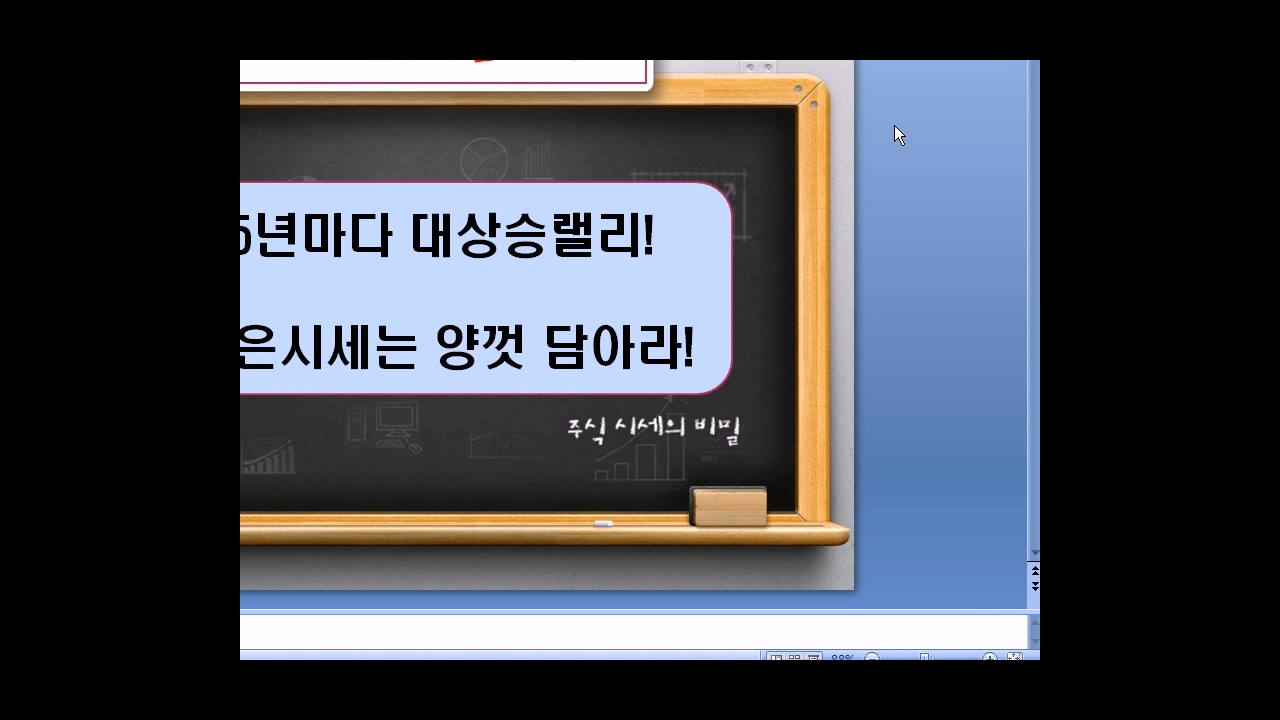 5년마다 대상승랠리!
은시세는 양껏 담아라!
주식 시세의 비밀